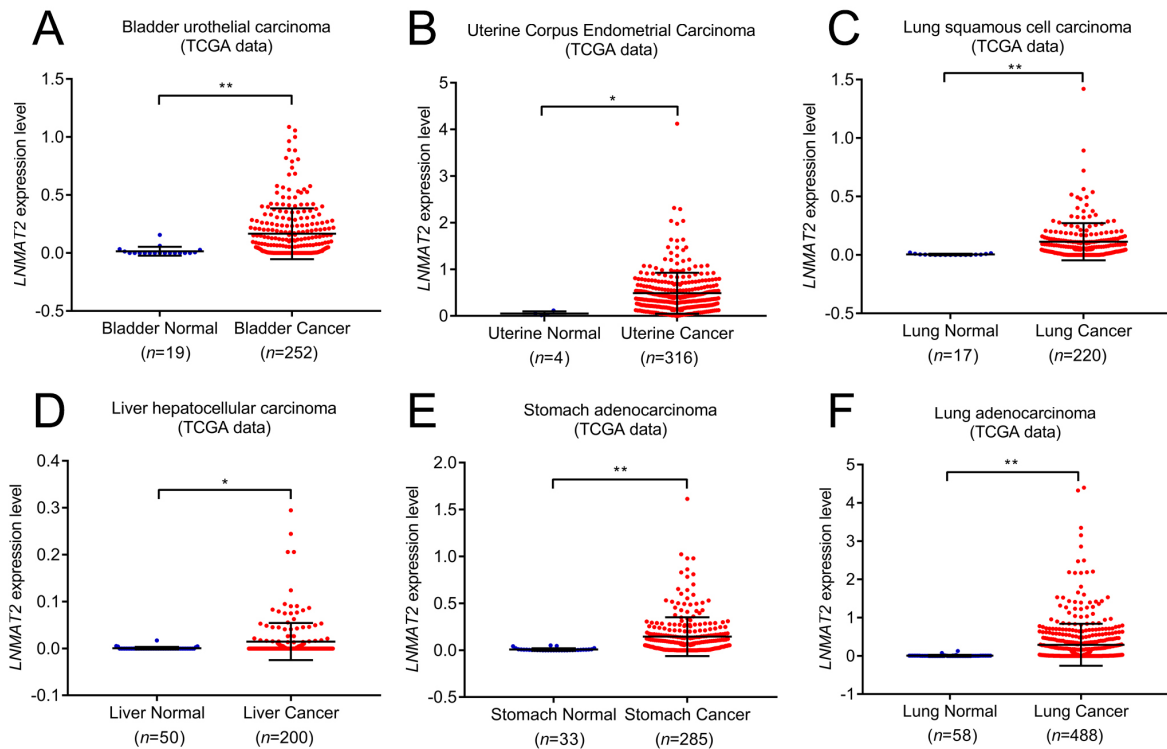 A
Bladder urothelial carcinoma
(TCGA data)
LNMAT2 expression level
1.5
1.0
0.5
0.0
-0.5
**
Bladder Normal
(n=19)
Bladder Cancer
(n=252)
B
Uterine Corpus Endometrial Carcinoma
(TCGA data)
LNMAT2 expression level
5
4
3
2
1
0
*
Uterine Normal
(n=4)
Uterine Cancer
(n=316)
C
Lung squamous cell carcinoma
(TCGA data)
LNMAT2 expression level
1.5
1.0
0.5
0.0
-0.5
**
Lung Normal
(n=17)
Lung Cancer
(n=220)
D
Liver hepatocellular carcinoma
(TCGA data)
LNMAT2 expression level
0.4
0.3
0.2
0.1
0.0
-0.1
*
Liver Normal
(n=50)
Liver Cancer
(n=200)
E
Stomach adenocarcinoma
(TCGA data)
LNMAT2 expression level
2.0
1.5
1.0
0.5
0.0
-0.5
**
Stomach Normal
(n=33)
Stomach Cancer
(n=285)
F
Lung adenocarcinoma
(TCGA data)
LNMAT2 expression level
5
4
3
2
1
0
-1
**
Lung Normal
(n=58)
Lung Cancer
(n=488)